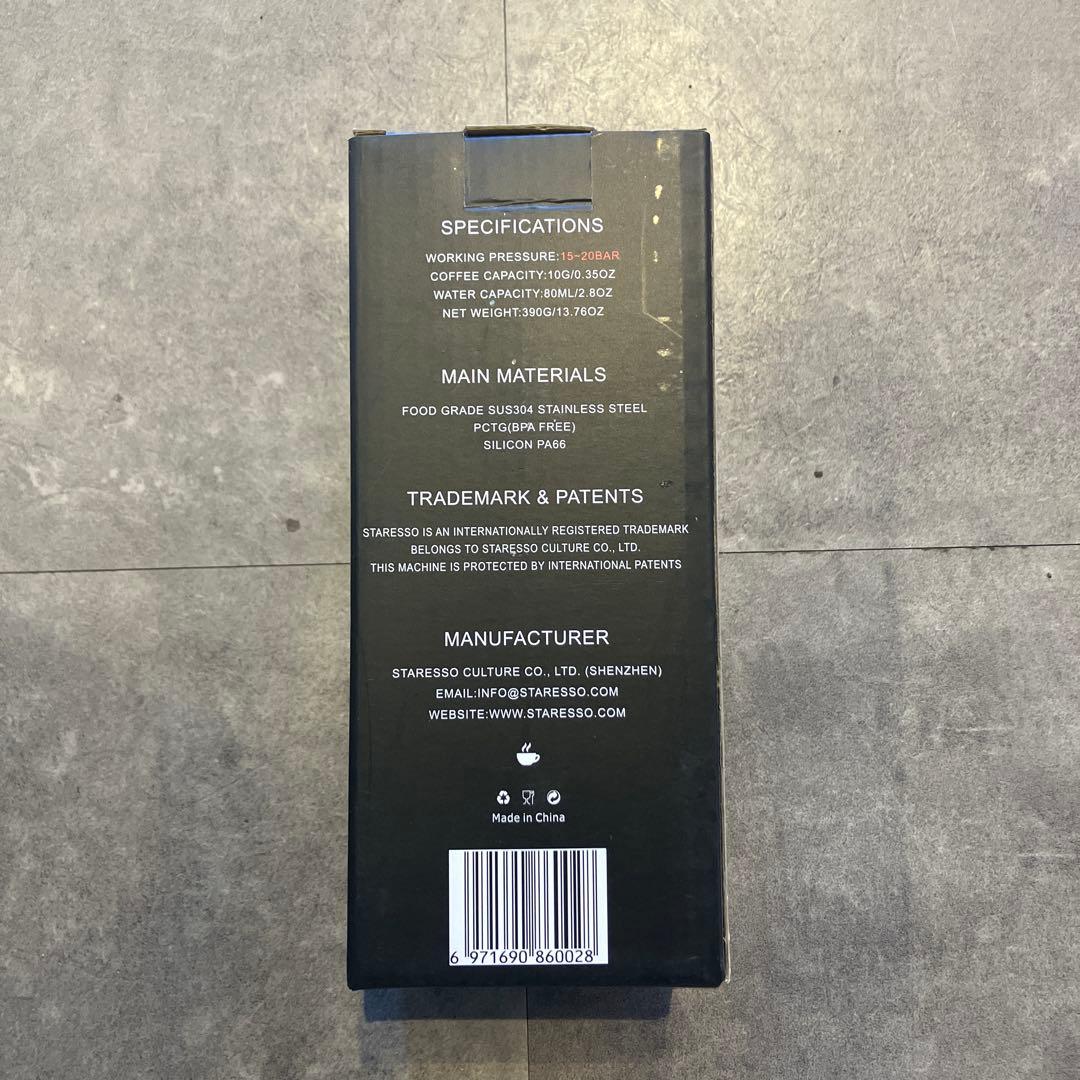 SPECIFICATIONS
WORKING PRESSURE:15~20BAR
COFFEE CAPACITY:10G/0.35OZ
WATER CAPACITY:80ML/2.8OZ
NET WEIGHT:390G/13.76OZ
MAIN MATERIALS
FOOD GRADE SUS304 STAINLESS STEEL
PCTG(BPA FREE)
SILICON PA66
TRADEMARK & PATENTS
STARESSO IS AN INTERNATIONALLY REGISTERED TRADEMARK
BELONGS TO STARESSO CULTURE CO., LTD.
THIS MACHINE IS PROTECTED BY INTERNATIONAL PATENTS
MANUFACTURER
STARESSO CULTURE CO., LTD. (SHENZHEN)
EMAIL:INFO@STARESSO.COM
WEBSITE:WWW.STARESSO.COM
Made in China
6 971690 860028